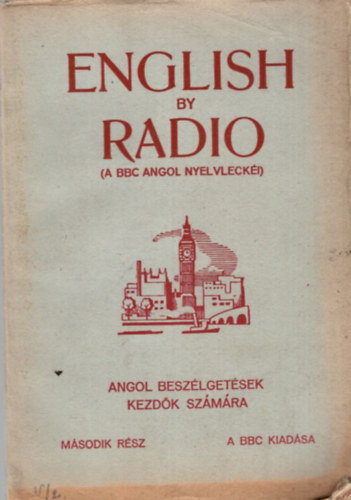 ENGLISH
BY
RADIO
(A BBC ANGOL NYELVLECKÉI)
ANGOL BESZÉLGETÉSEK
KEZDŐK SZÁMÁRA
MÁSODIK RÉSZ A BBC KIADÁSA